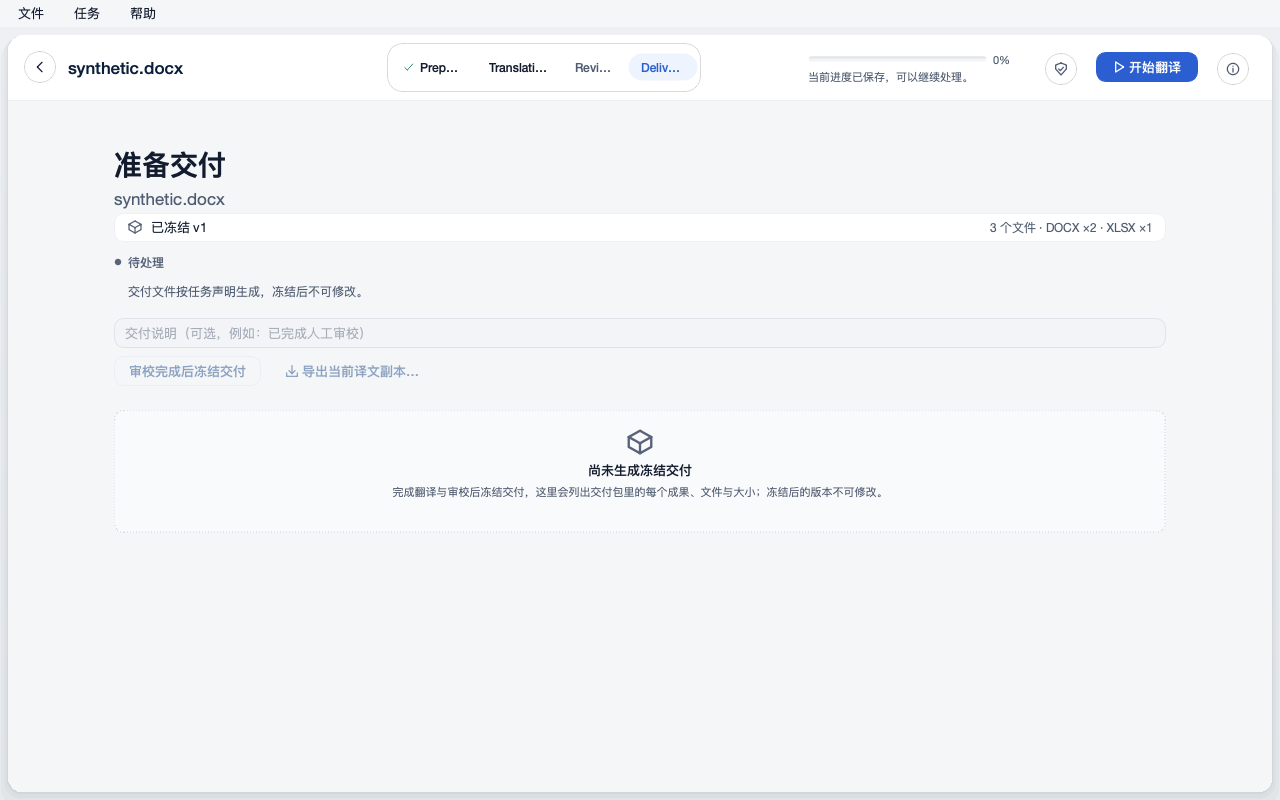 文件 任务 帮助
synthetic.docx
Prep... Translati... Revi... Deliv...
0%
当前进度已保存，可以继续处理。
开始翻译
准备交付
synthetic.docx
已冻结 v1 3 个文件 · DOCX ×2 · XLSX ×1
待处理
交付文件按任务声明生成，冻结后不可修改。
交付说明（可选，例如：已完成人工审校）
审校完成后冻结交付 导出当前译文副本...
尚未生成冻结交付
完成翻译与审校后冻结交付，这里会列出交付包里的每个成果、文件与大小；冻结后的版本不可修改。